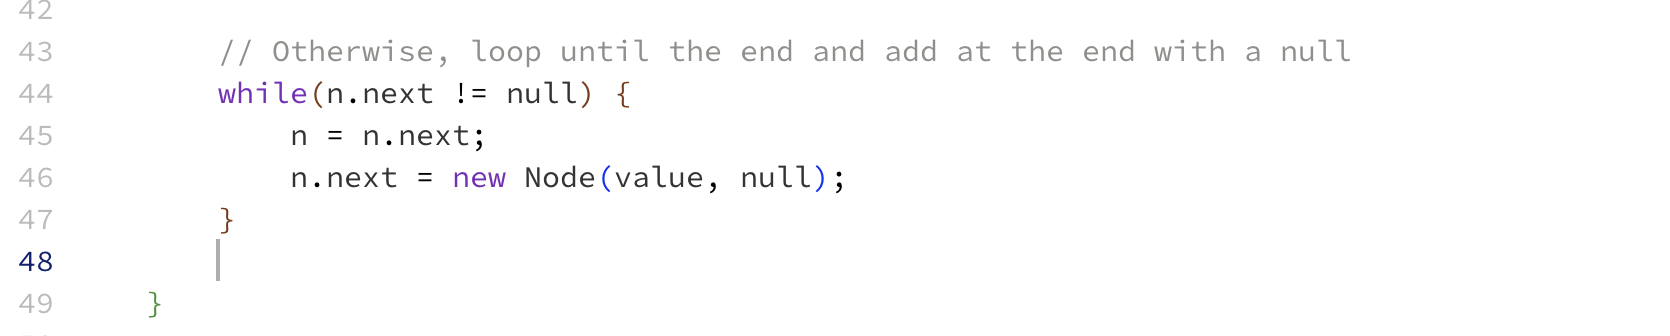 42
43 // Otherwise, loop until the end and add at the end with a null
44 while(n.next != null) {
45 n = n.next;
46 n.next = new Node(value, null);
47 }
48
49 }